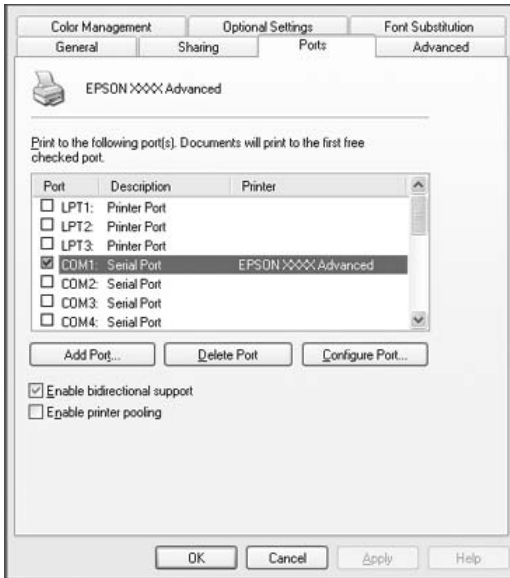 Color Management Optional Settings Font Substitution
General Sharing Ports Advanced
EPSON XXXX Advanced
Print to the following port(s). Documents will print to the first free
checked port.
Port Description Printer
LPT1: Printer Port
LPT2: Printer Port
LPT3: Printer Port
COM1: Serial Port EPSON XXXX Advanced
COM2: Serial Port
COM3: Serial Port
COM4: Serial Port
Add Port... Delete Port Configure Port...
Enable bidirectional support
Enable printer pooling
OK Cancel Apply Help